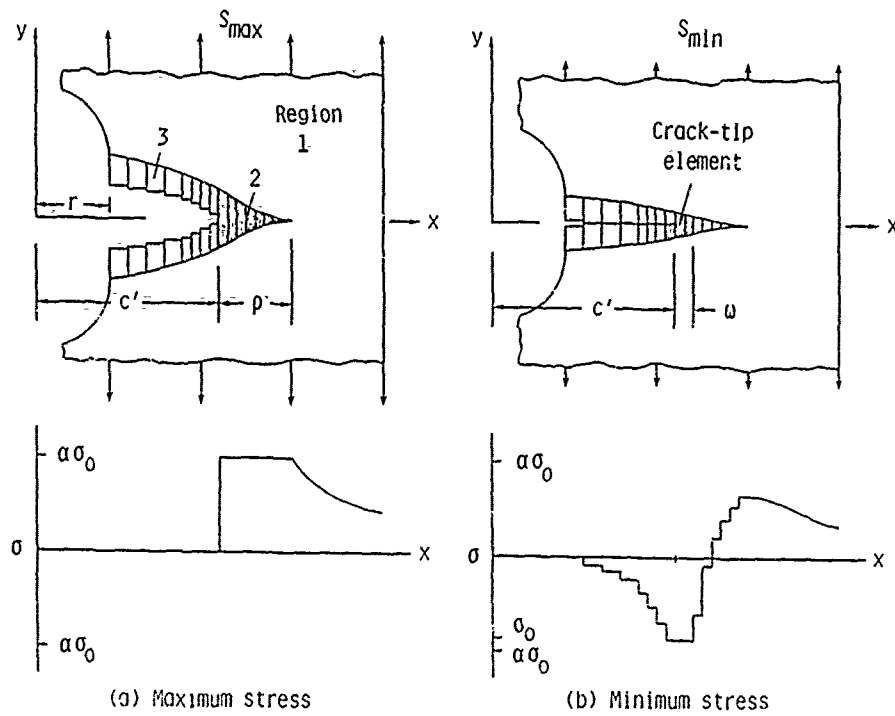 y
S_max
Region
1
3
2
r
x
c'
ρ
y
S_min
Crack-tip
element
x
c'
ω
ασ_0
σ
x
ασ_0
ασ_0
σ
x
σ_0
ασ_0
(a) Maximum stress
(b) Minimum stress